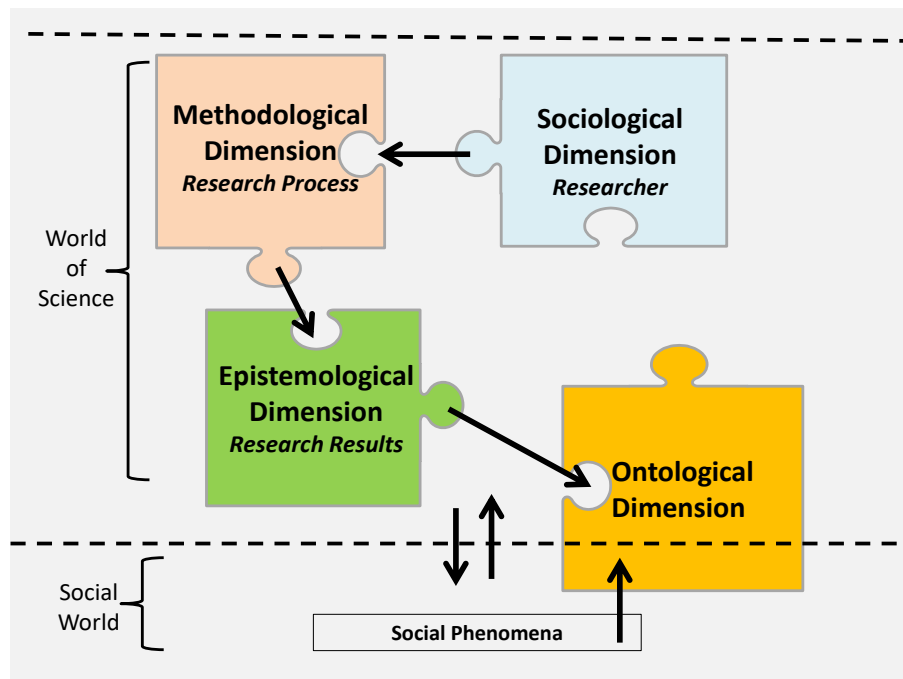 Methodological
Dimension
Research Process
Sociological
Dimension
Researcher
World
of
Science
Epistemological
Dimension
Research Results
Ontological
Dimension
Social
World
Social Phenomena